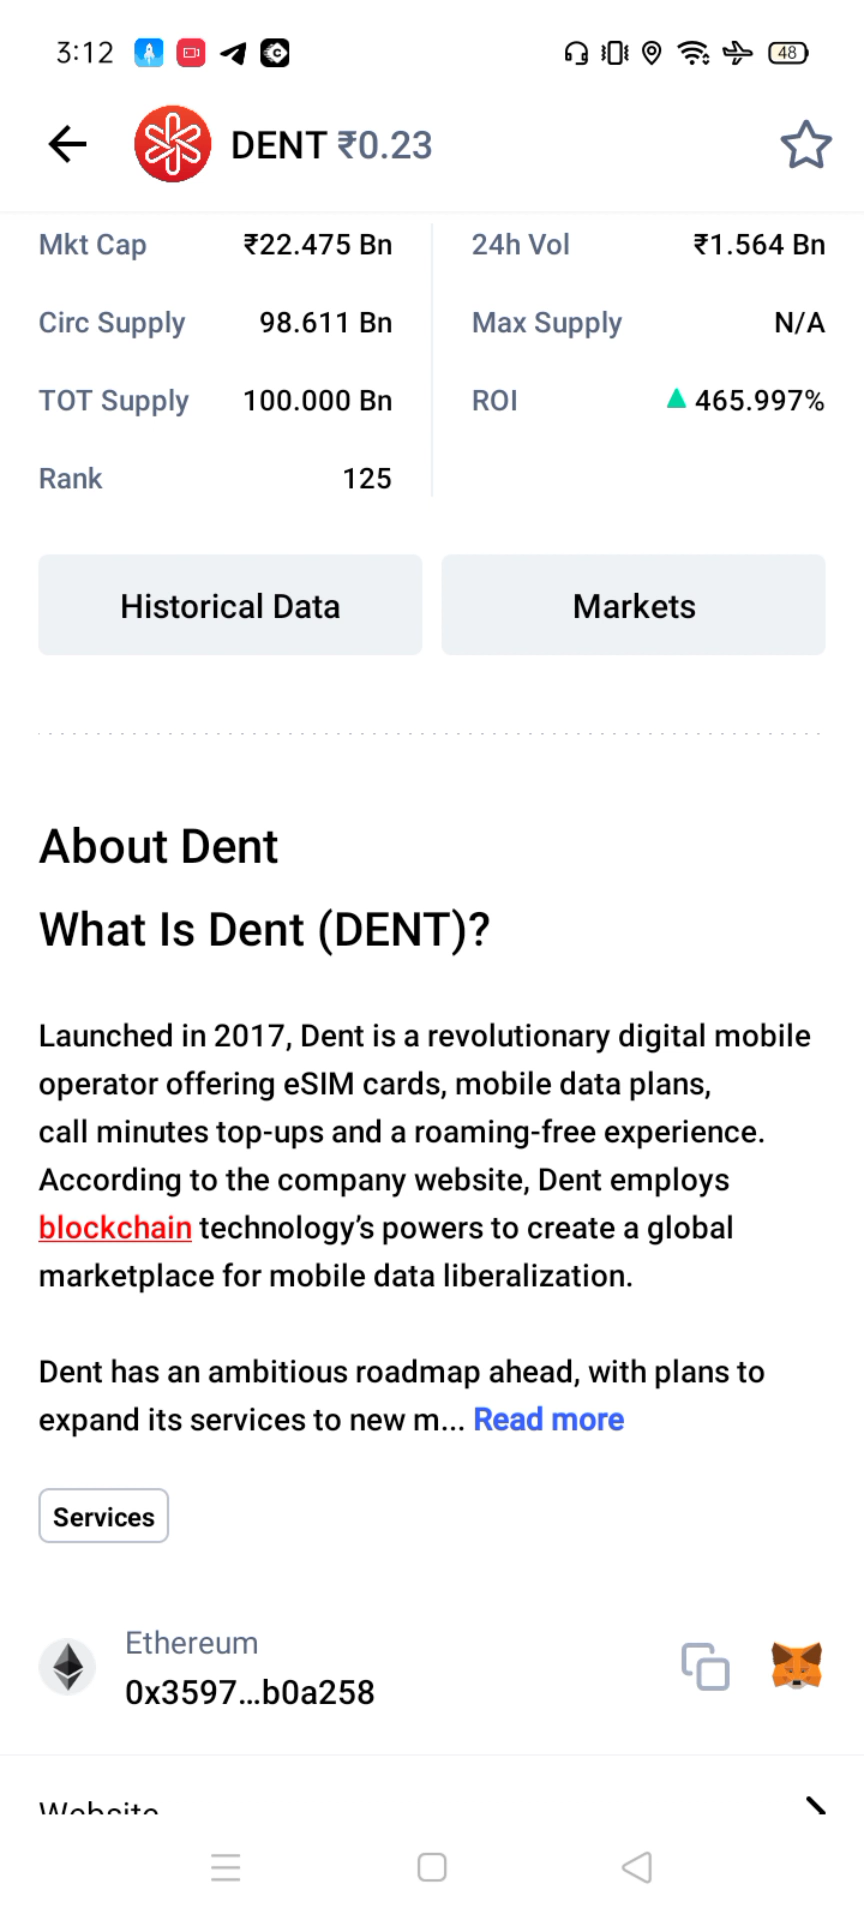 3:12
48
DENT ₹0.23
Mkt Cap ₹22.475 Bn
24h Vol ₹1.564 Bn
Circ Supply 98.611 Bn
Max Supply N/A
TOT Supply 100.000 Bn
ROI 465.997%
Rank 125
Historical Data
Markets
About Dent
What Is Dent (DENT)?
Launched in 2017, Dent is a revolutionary digital mobile
operator offering eSIM cards, mobile data plans,
call minutes top-ups and a roaming-free experience.
According to the company website, Dent employs
blockchain technology’s powers to create a global
marketplace for mobile data liberalization.
Dent has an ambitious roadmap ahead, with plans to
expand its services to new m... Read more
Services
Ethereum
0x3597...b0a258
Website